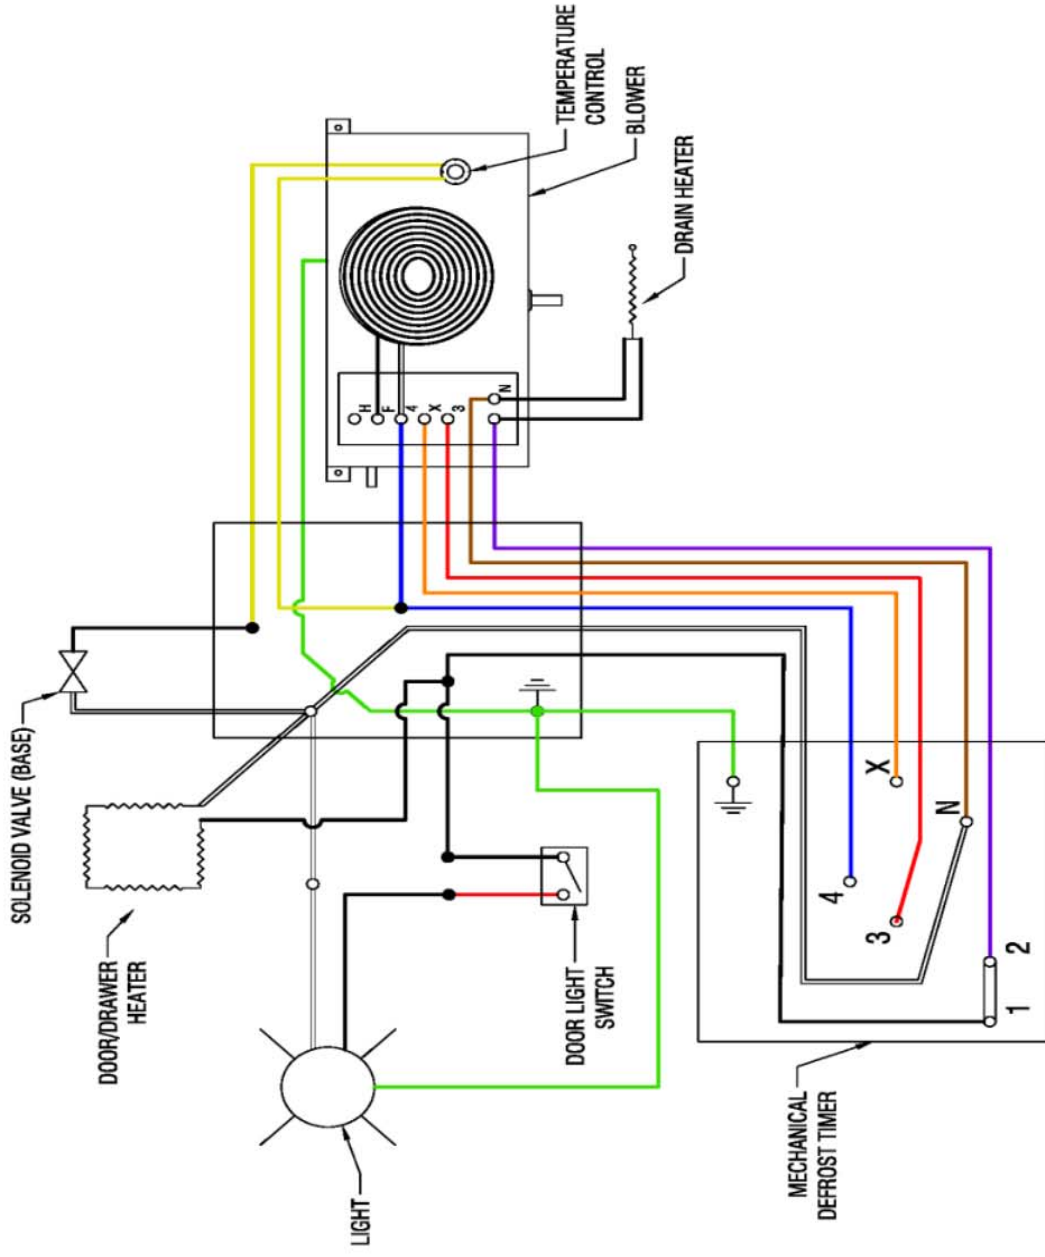 SOLENOID VALVE (BASE)
DOOR/DRAWER
HEATER
LIGHT
DOOR LIGHT
SWITCH
MECHANICAL
DEFROST TIMER
TEMPERATURE
CONTROL
BLOWER
DRAIN HEATER
H
F
4
X
3
N
1
2
3
4
N
X